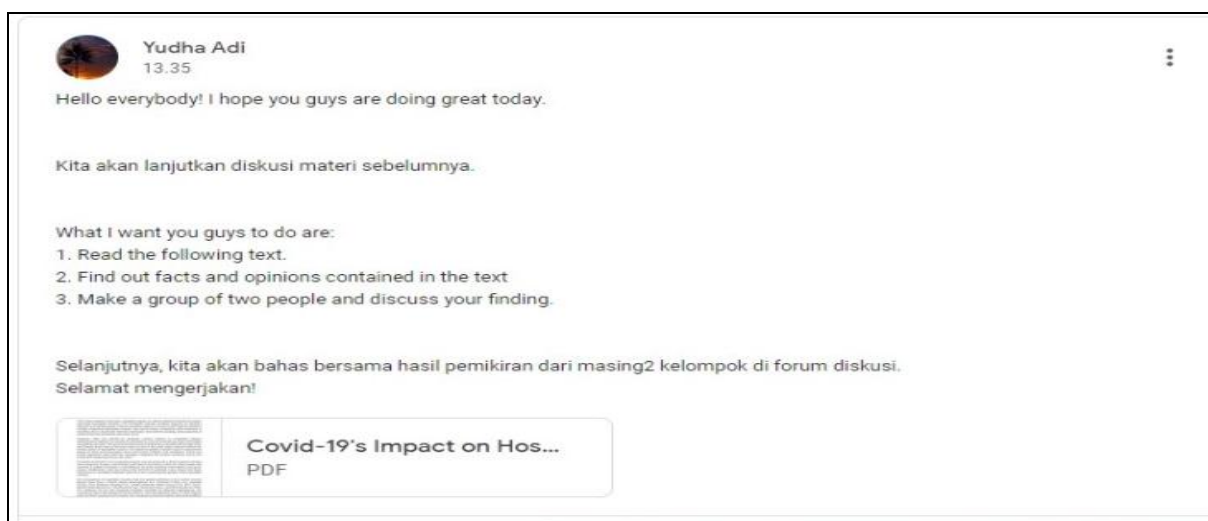 Yudha Adi
13.35
Hello everybody! I hope you guys are doing great today.
Kita akan lanjutkan diskusi materi sebelumnya.
What I want you guys to do are:
1. Read the following text.
2. Find out facts and opinions contained in the text
3. Make a group of two people and discuss your finding.
Selanjutnya, kita akan bahas bersama hasil pemikiran dari masing2 kelompok di forum diskusi.
Selamat mengerjakan!
Covid-19's Impact on Hos...
PDF